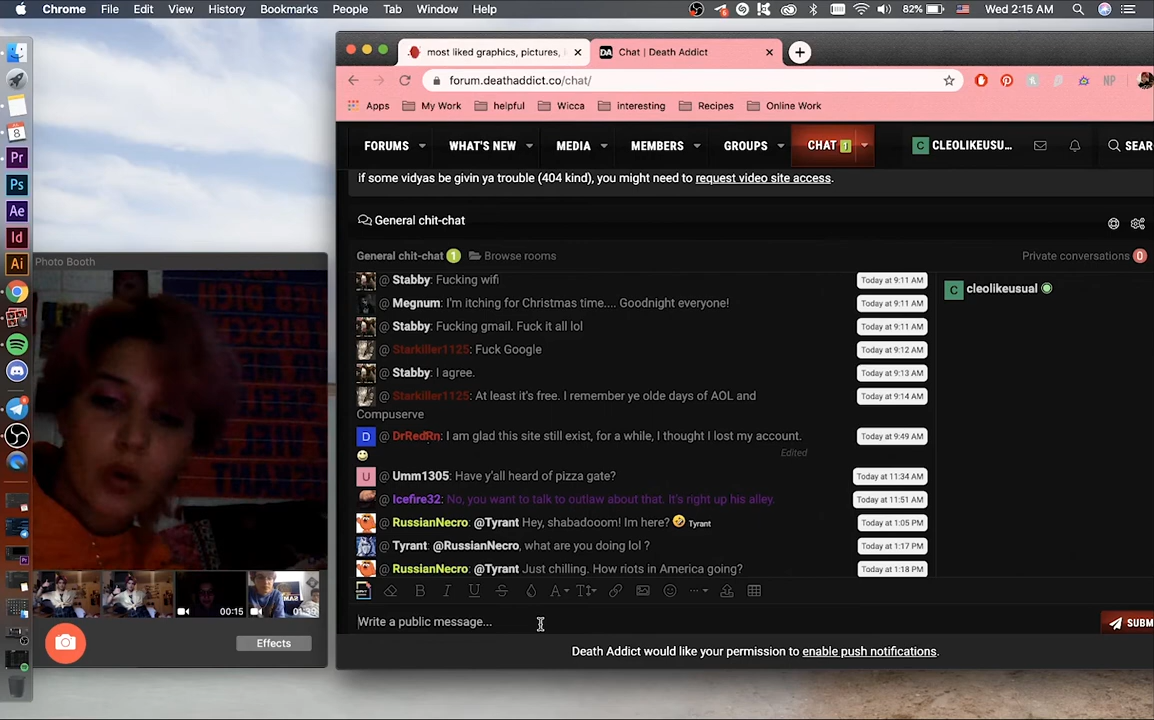 Chrome File Edit View History Bookmarks People Tab Window Help 82% Wed 2:15 AM
most liked graphics, pictures, Chat | Death Addict
forum.deathaddict.co/chat/
Apps My Work helpful Wicca interesting Recipes Online Work
FORUMS WHAT'S NEW MEDIA MEMBERS GROUPS CHAT 1 CLEOLIKEUSU... SEAR
if some vidyas be givin ya trouble (404 kind), you might need to request video site access.
General chit-chat
General chit-chat 1 Browse rooms Private conversations 0
@ Stabby: Fucking wifi Today at 9:11 AM
C cleolikeusual
@ Megnum: I'm itching for Christmas time.... Goodnight everyone! Today at 9:11 AM
@ Stabby: Fucking gmail. Fuck it all lol Today at 9:11 AM
@ Starkiller1125: Fuck Google Today at 9:12 AM
@ Stabby: I agree. Today at 9:13 AM
@ Starkiller1125: At least it's free. I remember ye olde days of AOL and Today at 9:14 AM
Compuserve
D @ DrRedRn: I am glad this site still exist, for a while, I thought I lost my account. Today at 9:49 AM
Edited
U @ Umm1305: Have y'all heard of pizza gate? Today at 11:34 AM
@ Icefire32: No, you want to talk to outlaw about that. It's right up his alley. Today at 11:51 AM
@ RussianNecro: @Tyrant Hey, shabadooom! Im here? 🤣 Tyrant Today at 1:05 PM
@ Tyrant: @RussianNecro, what are you doing lol ? Today at 1:17 PM
@ RussianNecro: @Tyrant Just chilling. How riots in America going? Today at 1:18 PM
B I U S A T
Write a public message... SUBM
Death Addict would like your permission to enable push notifications.
Photo Booth
00:15
Effects
8
Pr
Ps
Ae
Id
Ai